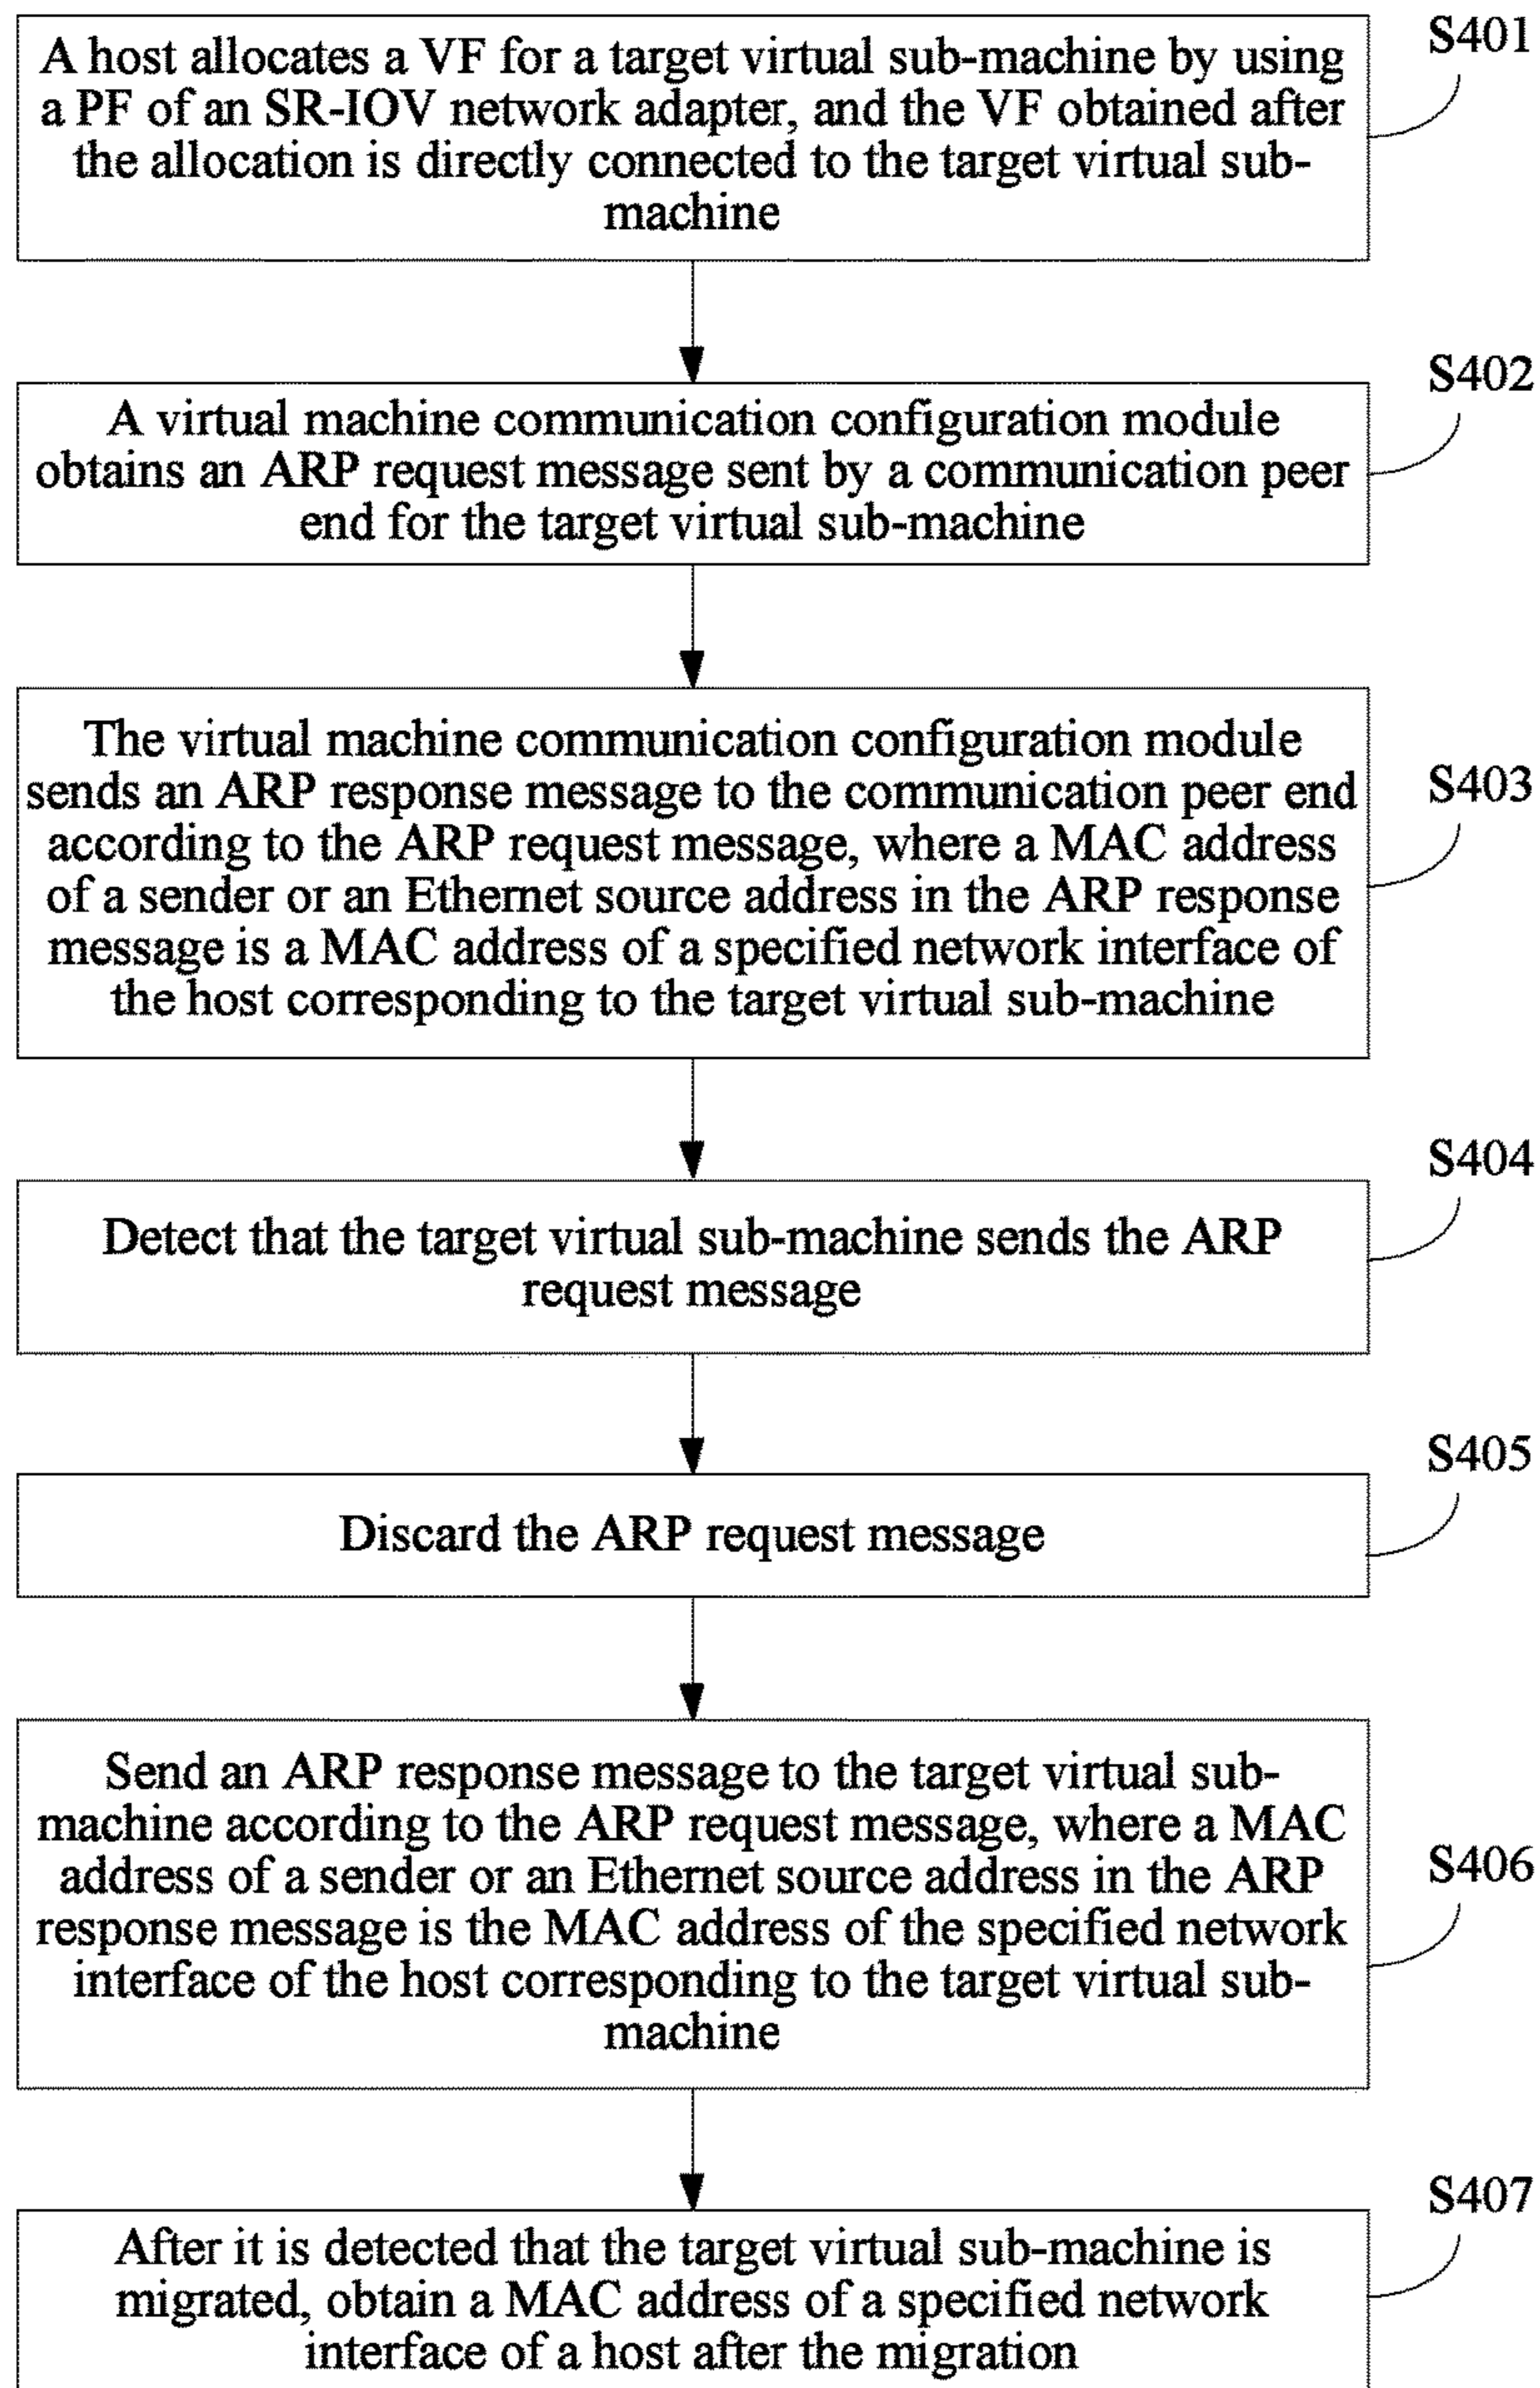 S401
A host allocates a VF for a target virtual sub-machine by using
a PF of an SR-IOV network adapter, and the VF obtained after
the allocation is directly connected to the target virtual sub-
machine
S402
A virtual machine communication configuration module
obtains an ARP request message sent by a communication peer
end for the target virtual sub-machine
S403
The virtual machine communication configuration module
sends an ARP response message to the communication peer end
according to the ARP request message, where a MAC address
of a sender or an Ethernet source address in the ARP response
message is a MAC address of a specified network interface of
the host corresponding to the target virtual sub-machine
S404
Detect that the target virtual sub-machine sends the ARP
request message
S405
Discard the ARP request message
S406
Send an ARP response message to the target virtual sub-
machine according to the ARP request message, where a MAC
address of a sender or an Ethernet source address in the ARP
response message is the MAC address of the specified network
interface of the host corresponding to the target virtual sub-
machine
S407
After it is detected that the target virtual sub-machine is
migrated, obtain a MAC address of a specified network
interface of a host after the migration